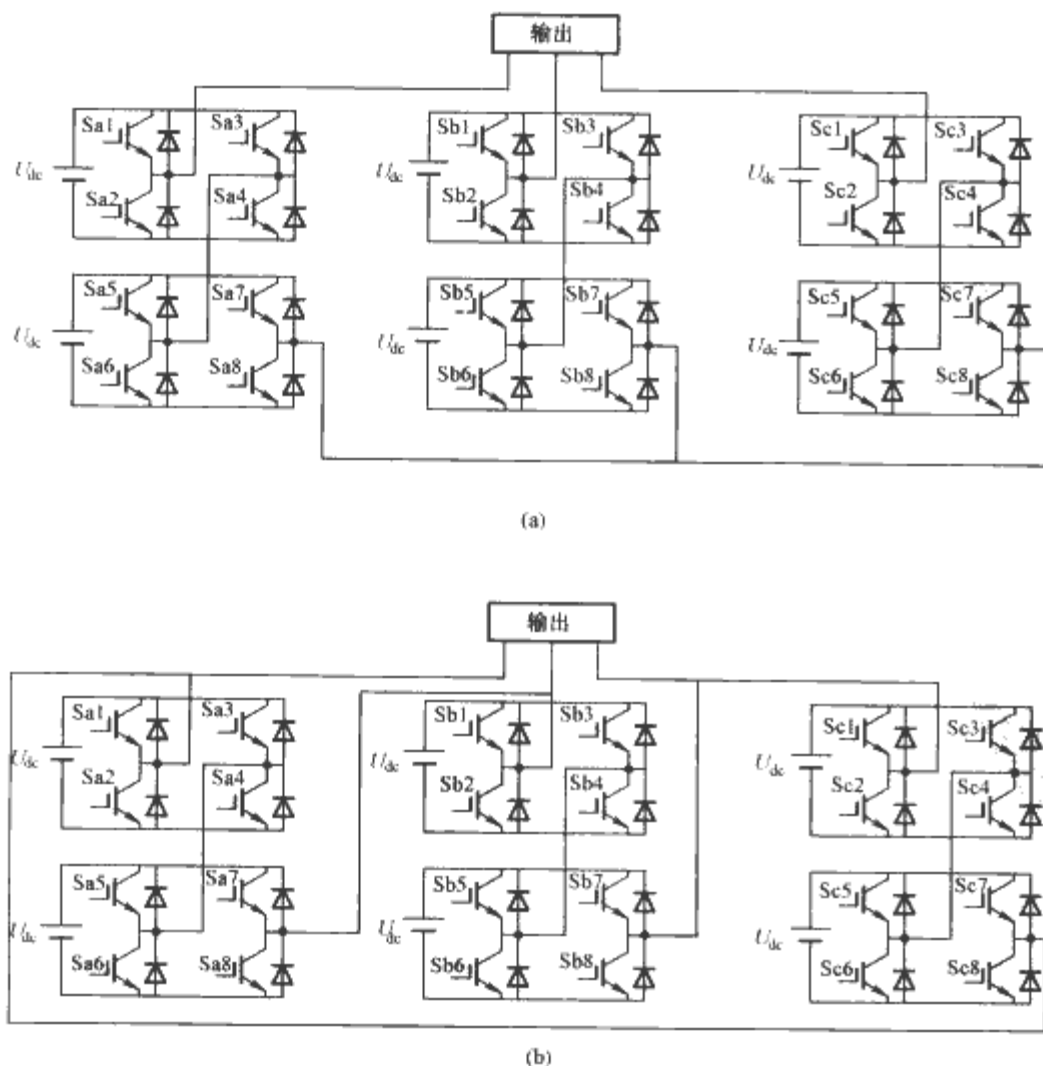 输出
Sa1 Sa3 Sb1 Sb3 Sc1 Sc3
Udc Udc Udc
Sa2 Sa4 Sb2 Sb4 Sc2 Sc4
Sa5 Sa7 Sb5 Sb7 Sc5 Sc7
Udc Udc Udc
Sa6 Sa8 Sb6 Sb8 Sc6 Sc8
(a)
输出
Sa1 Sa3 Sb1 Sb3 Sc1 Sc3
Udc Udc Udc
Sa2 Sa4 Sb2 Sb4 Sc2 Sc4
Sa5 Sa7 Sb5 Sb7 Sc5 Sc7
Udc Udc Udc
Sa6 Sa8 Sb6 Sb8 Sc6 Sc8
(b)